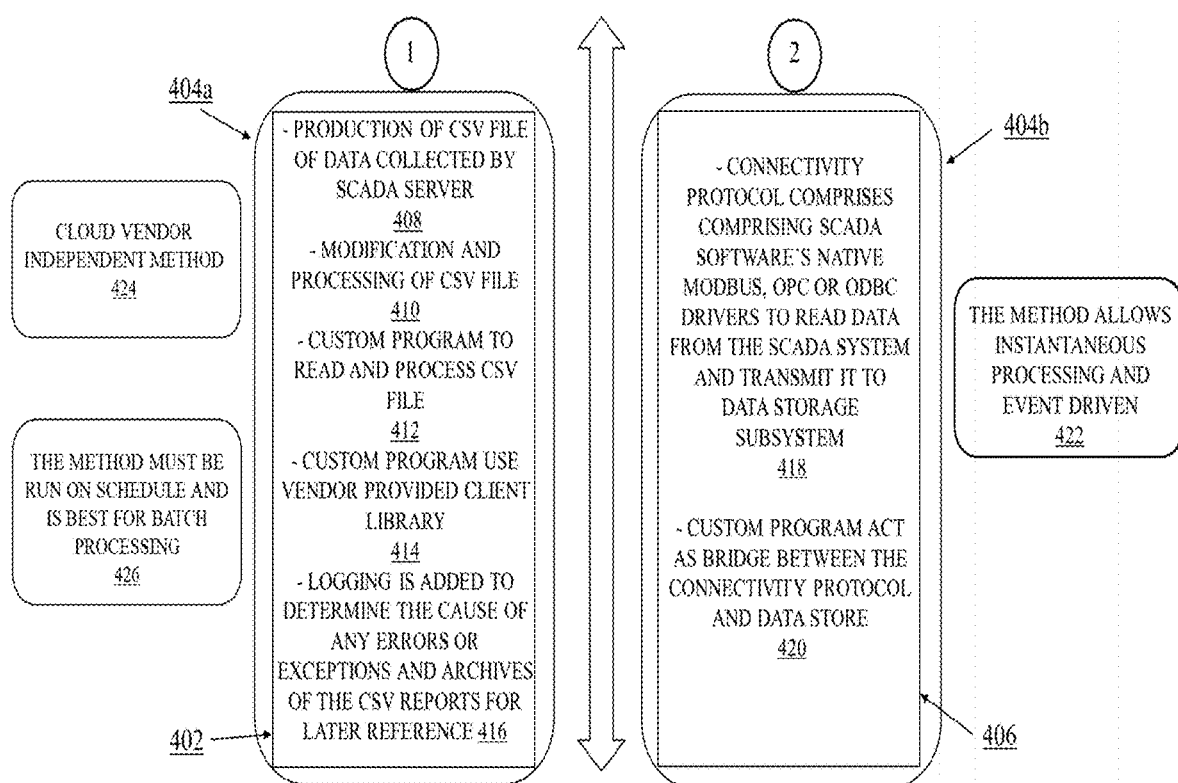 1
2
404a
404b
- PRODUCTION OF CSV FILE
OF DATA COLLECTED BY
SCADA SERVER
408
- MODIFICATION AND
PROCESSING OF CSV FILE
410
- CUSTOM PROGRAM TO
READ AND PROCESS CSV
FILE
412
- CUSTOM PROGRAM USE
VENDOR PROVIDED CLIENT
LIBRARY
414
- LOGGING IS ADDED TO
DETERMINE THE CAUSE OF
ANY ERRORS OR
EXCEPTIONS AND ARCHIVES
OF THE CSV REPORTS FOR
LATER REFERENCE 416
CLOUD VENDOR
INDEPENDENT METHOD
424
THE METHOD MUST BE
RUN ON SCHEDULE AND
IS BEST FOR BATCH
PROCESSING
426
402
- CONNECTIVITY
PROTOCOL COMPRISES
COMPRISING SCADA
SOFTWARE`S NATIVE
MODBUS, OPC OR ODBC
DRIVERS TO READ DATA
FROM THE SCADA SYSTEM
AND TRANSMIT IT TO
DATA STORAGE
SUBSYSTEM
418
- CUSTOM PROGRAM ACT
AS BRIDGE BETWEEN THE
CONNECTIVITY PROTOCOL
AND DATA STORE
420
THE METHOD ALLOWS
INSTANTANEOUS
PROCESSING AND
EVENT DRIVEN
422
406